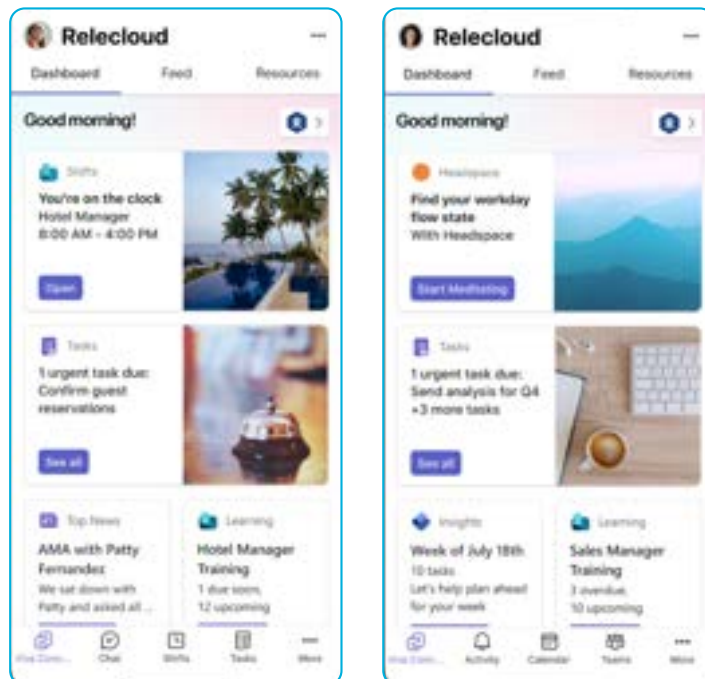 Relecloud
Dashboard Feed Resources
Good morning!
Shifts
You're on the clock
Hotel Manager
8:00 AM - 4:00 PM
Open
Tasks
1 urgent task due:
Confirm guest
reservations
See all
Top News
AMA with Patty
Fernandez
We sat down with
Patty and asked all ...
Learning
Hotel Manager
Training
1 due soon,
12 upcoming
Viva Conn...
Chat
Shifts
Tasks
More
Relecloud
Dashboard Feed Resources
Good morning!
Headspace
Find your workday
flow state
With Headspace
Start Meditating
Tasks
1 urgent task due:
Send analysis for Q4
+3 more tasks
See all
Insights
Week of July 18th
10 tasks
Let's help plan ahead
for your week
Learning
Sales Manager
Training
3 overdue,
10 upcoming
Viva Conn...
Activity
Calendar
Teams
More